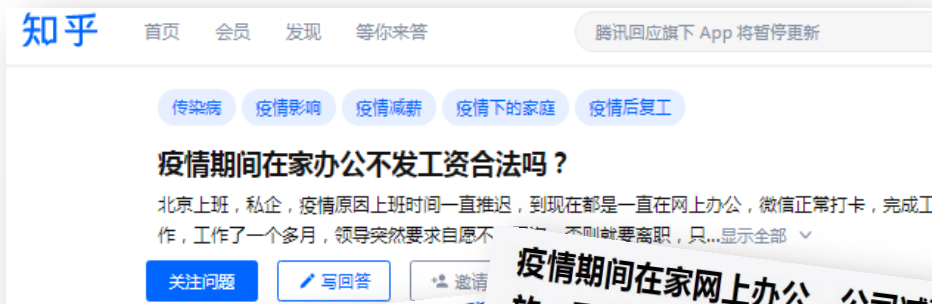 知乎 首页 会员 发现 等你来答 腾讯回应旗下 App 将暂停更新
传染病 疫情影响 疫情减薪 疫情下的家庭 疫情后复工
疫情期间在家办公不发工资合法吗？
北京上班，私企，疫情原因上班时间一直推迟，到现在都是一直在网上办公，微信正常打卡，完成工
作，工作了一个多月，领导突然要求自愿不 否则就要离职，只...显示全部
关注问题 写回答 邀请
疫情期间在家网上办公，公司减